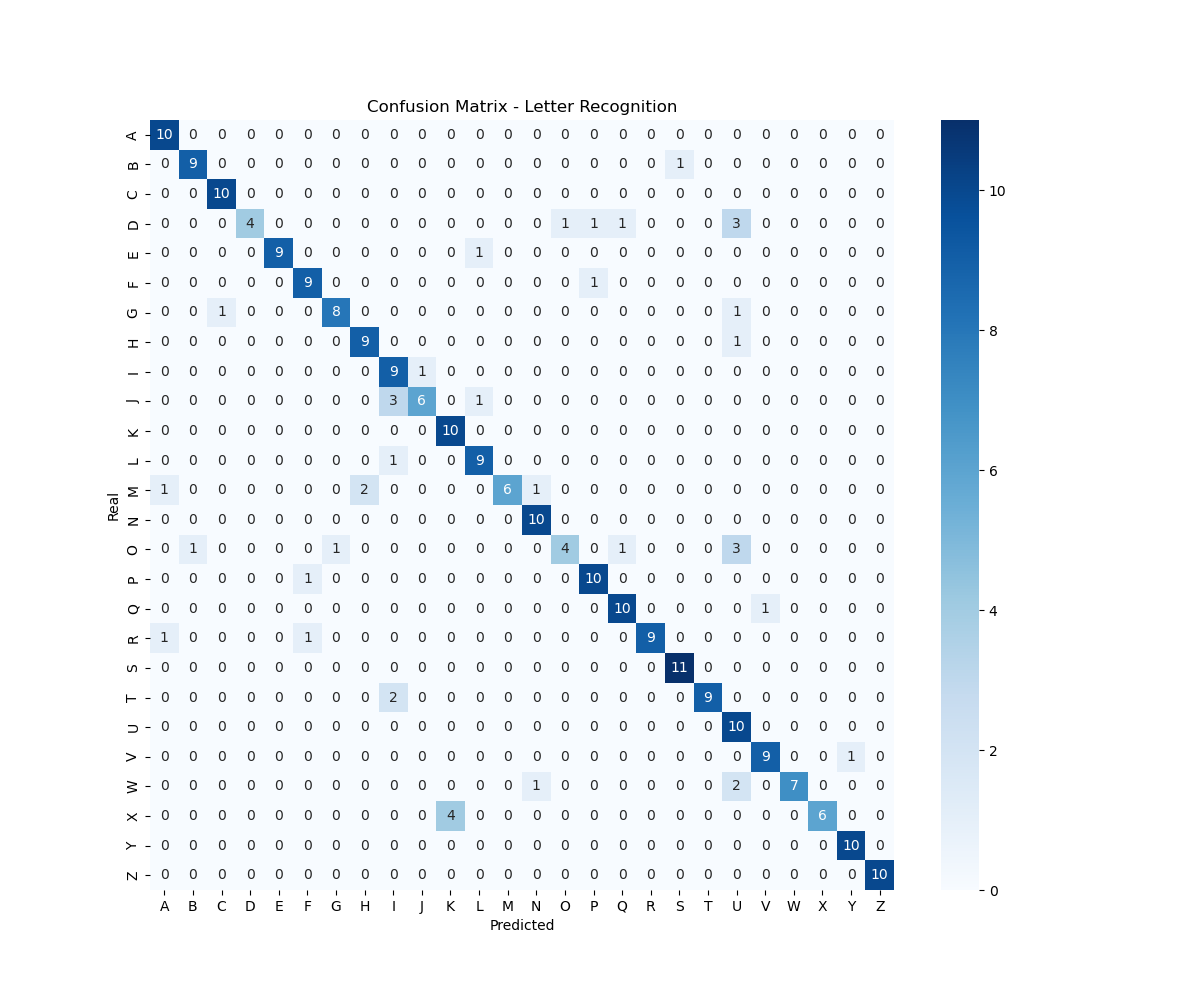 Confusion Matrix - Letter Recognition
A 10 0 0 0 0 0 0 0 0 0 0 0 0 0 0 0 0 0 0 0 0 0 0 0 0 0
B 0 9 0 0 0 0 0 0 0 0 0 0 0 0 0 0 0 0 1 0 0 0 0 0 0 0
C 0 0 10 0 0 0 0 0 0 0 0 0 0 0 0 0 0 0 0 0 0 0 0 0 0 0
D 0 0 0 4 0 0 0 0 0 0 0 0 0 0 1 1 1 0 0 0 3 0 0 0 0 0
E 0 0 0 0 9 0 0 0 0 0 0 1 0 0 0 0 0 0 0 0 0 0 0 0 0 0
F 0 0 0 0 0 9 0 0 0 0 0 0 0 0 0 1 0 0 0 0 0 0 0 0 0 0
G 0 0 1 0 0 0 8 0 0 0 0 0 0 0 0 0 0 0 0 0 1 0 0 0 0 0
H 0 0 0 0 0 0 0 9 0 0 0 0 0 0 0 0 0 0 0 0 1 0 0 0 0 0
I 0 0 0 0 0 0 0 0 9 1 0 0 0 0 0 0 0 0 0 0 0 0 0 0 0 0
J 0 0 0 0 0 0 0 0 3 6 0 1 0 0 0 0 0 0 0 0 0 0 0 0 0 0
K 0 0 0 0 0 0 0 0 0 0 10 0 0 0 0 0 0 0 0 0 0 0 0 0 0 0
L 0 0 0 0 0 0 0 0 1 0 0 9 0 0 0 0 0 0 0 0 0 0 0 0 0 0
M 1 0 0 0 0 0 0 2 0 0 0 0 6 1 0 0 0 0 0 0 0 0 0 0 0 0
N 0 0 0 0 0 0 0 0 0 0 0 0 0 10 0 0 0 0 0 0 0 0 0 0 0 0
O 0 1 0 0 0 0 1 0 0 0 0 0 0 0 4 0 1 0 0 0 3 0 0 0 0 0
P 0 0 0 0 0 1 0 0 0 0 0 0 0 0 0 10 0 0 0 0 0 0 0 0 0 0
Q 0 0 0 0 0 0 0 0 0 0 0 0 0 0 0 0 10 0 0 0 0 1 0 0 0 0
R 1 0 0 0 0 1 0 0 0 0 0 0 0 0 0 0 0 9 0 0 0 0 0 0 0 0
S 0 0 0 0 0 0 0 0 0 0 0 0 0 0 0 0 0 0 11 0 0 0 0 0 0 0
T 0 0 0 0 0 0 0 0 2 0 0 0 0 0 0 0 0 0 0 9 0 0 0 0 0 0
U 0 0 0 0 0 0 0 0 0 0 0 0 0 0 0 0 0 0 0 0 10 0 0 0 0 0
V 0 0 0 0 0 0 0 0 0 0 0 0 0 0 0 0 0 0 0 0 0 9 0 0 1 0
W 0 0 0 0 0 0 0 0 0 0 0 0 0 1 0 0 0 0 0 0 2 0 7 0 0 0
X 0 0 0 0 0 0 0 0 0 0 4 0 0 0 0 0 0 0 0 0 0 0 0 6 0 0
Y 0 0 0 0 0 0 0 0 0 0 0 0 0 0 0 0 0 0 0 0 0 0 0 0 10 0
Z 0 0 0 0 0 0 0 0 0 0 0 0 0 0 0 0 0 0 0 0 0 0 0 0 0 10
A B C D E F G H I J K L M N O P Q R S T U V W X Y Z
Predicted
Real
10
8
6
4
2
0